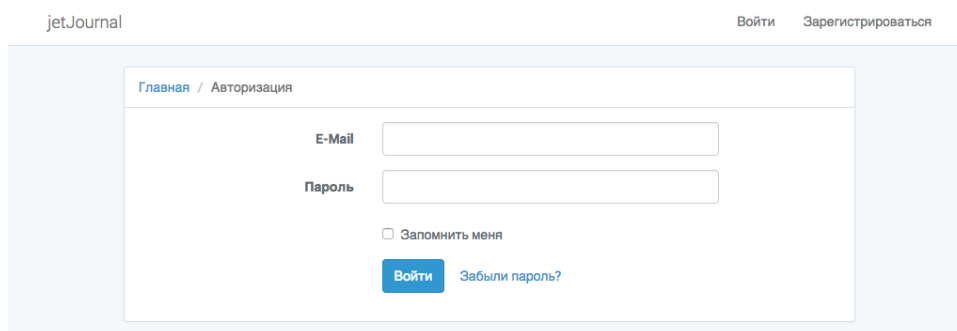 jetJournal Войти Зарегистрироваться
Главная / Авторизация
E-Mail
Пароль
Запомнить меня
Войти Забыли пароль?